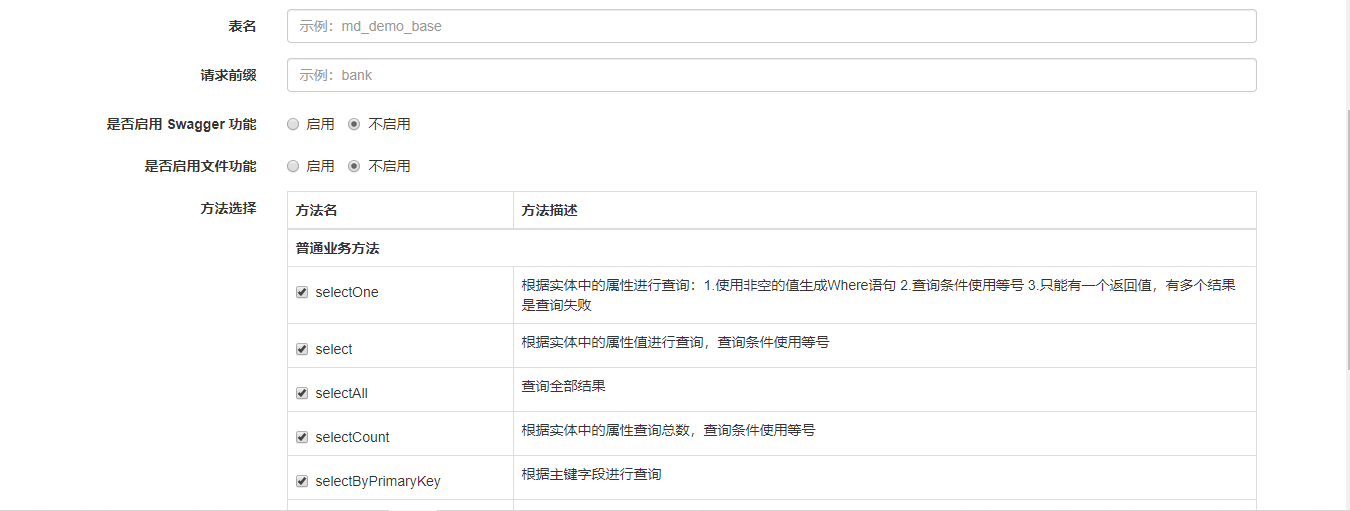 表名 示例：md_demo_base
请求前缀 示例：bank
是否启用 Swagger 功能 启用 不启用
是否启用文件功能 启用 不启用
方法选择 方法名 方法描述
普通业务方法
selectOne 根据实体中的属性进行查询：1.使用非空的值生成Where语句 2.查询条件使用等号 3.只能有一个返回值，有多个结果
是查询失败
select 根据实体中的属性值进行查询，查询条件使用等号
selectAll 查询全部结果
selectCount 根据实体中的属性查询总数，查询条件使用等号
selectByPrimaryKey 根据主键字段进行查询